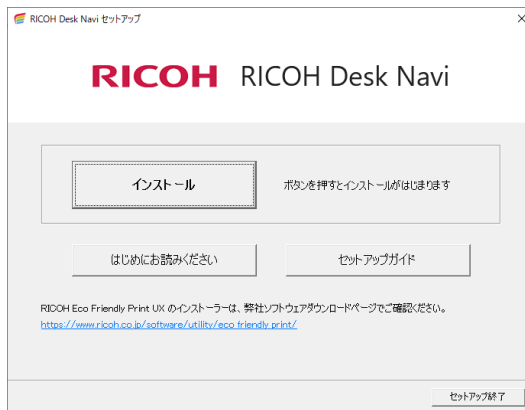 RICOH Desk Navi セットアップ
RICOH RICOH Desk Navi
インストール
ボタンを押すとインストールがはじまります
はじめにお読みください
セットアップガイド
RICOH Eco Friendly Print UX のインストーラーは、弊社ソフトウェアダウンロードページでご確認ください。
https://www.ricoh.co.jp/software/utility/eco_friendly_print/
セットアップ終了